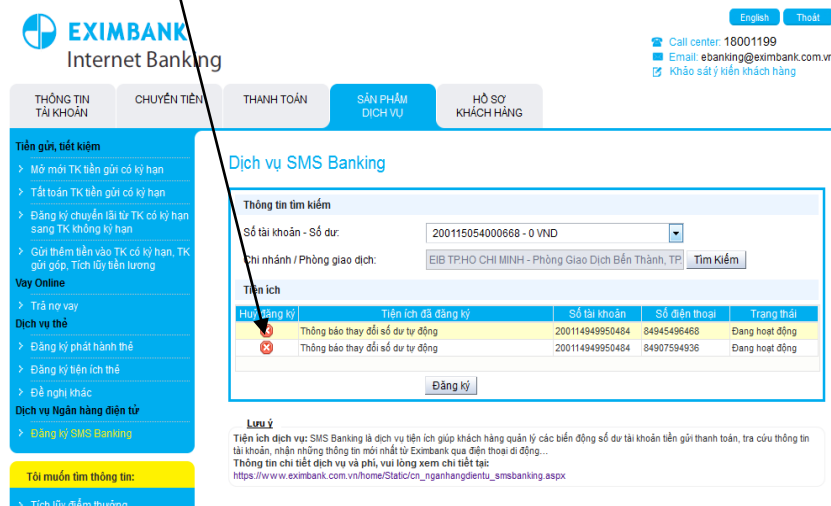 English Thoát
EXIMBANK
Internet Banking
Call center: 18001199
Email: ebanking@eximbank.com.vn
Khảo sát ý kiến khách hàng
THÔNG TIN
TÀI KHOẢN
CHUYỂN TIỀN
THANH TOÁN
SẢN PHẨM
DỊCH VỤ
HỒ SƠ
KHÁCH HÀNG
Tiền gửi, tiết kiệm
Mở mới TK tiền gửi có kỳ hạn
Tất toán TK tiền gửi có kỳ hạn
Đăng ký chuyển lãi từ TK có kỳ hạn
sang TK không kỳ hạn
Gửi thêm tiền vào TK có kỳ hạn, TK
gửi góp, Tích lũy tiền lương
Vay Online
Trả nợ vay
Dịch vụ thẻ
Đăng ký phát hành thẻ
Đăng ký tiện ích thẻ
Đề nghị khác
Dịch vụ Ngân hàng điện tử
Đăng ký SMS Banking
Tôi muốn tìm thông tin:
Tích lũy điểm thưởng
Dịch vụ SMS Banking
Thông tin tìm kiếm
Số tài khoản - Số dư: 200115054000668 - 0 VND
Chi nhánh / Phòng giao dịch: EIB TP.HO CHI MINH - Phòng Giao Dịch Bến Thành, TP. Tìm Kiếm
Tiện ích
Huỷ đăng ký Tiện ích đã đăng ký Số tài khoản Số điện thoại Trạng thái
Thông báo thay đổi số dư tự động 200114949950484 84945496468 Đang hoạt động
Thông báo thay đổi số dư tự động 200114949950484 84907594936 Đang hoạt động
Đăng ký
Lưu ý
Tiện ích dịch vụ: SMS Banking là dịch vụ tiện ích giúp khách hàng quản lý các biến động số dư tài khoản tiền gửi thanh toán, tra cứu thông tin
tài khoản, nhận những thông tin mới nhất từ Eximbank qua điện thoại di động...
Thông tin chi tiết dịch vụ và phí, vui lòng xem chi tiết tại:
https://www.eximbank.com.vn/home/Static/cn_nganhangdientu_smsbanking.aspx